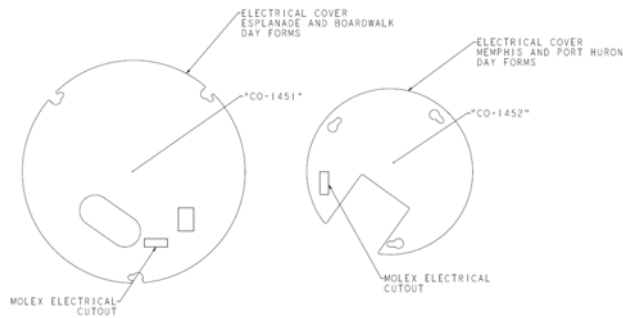 ELECTRICAL COVER
ESPLANADE AND BOARDWALK
DAY FORMS
"CO-1451"
MOLEX ELECTRICAL
CUTOUT
ELECTRICAL COVER
MEMPHIS AND PORT HURON
DAY FORMS
"CO-1452"
MOLEX ELECTRICAL
CUTOUT